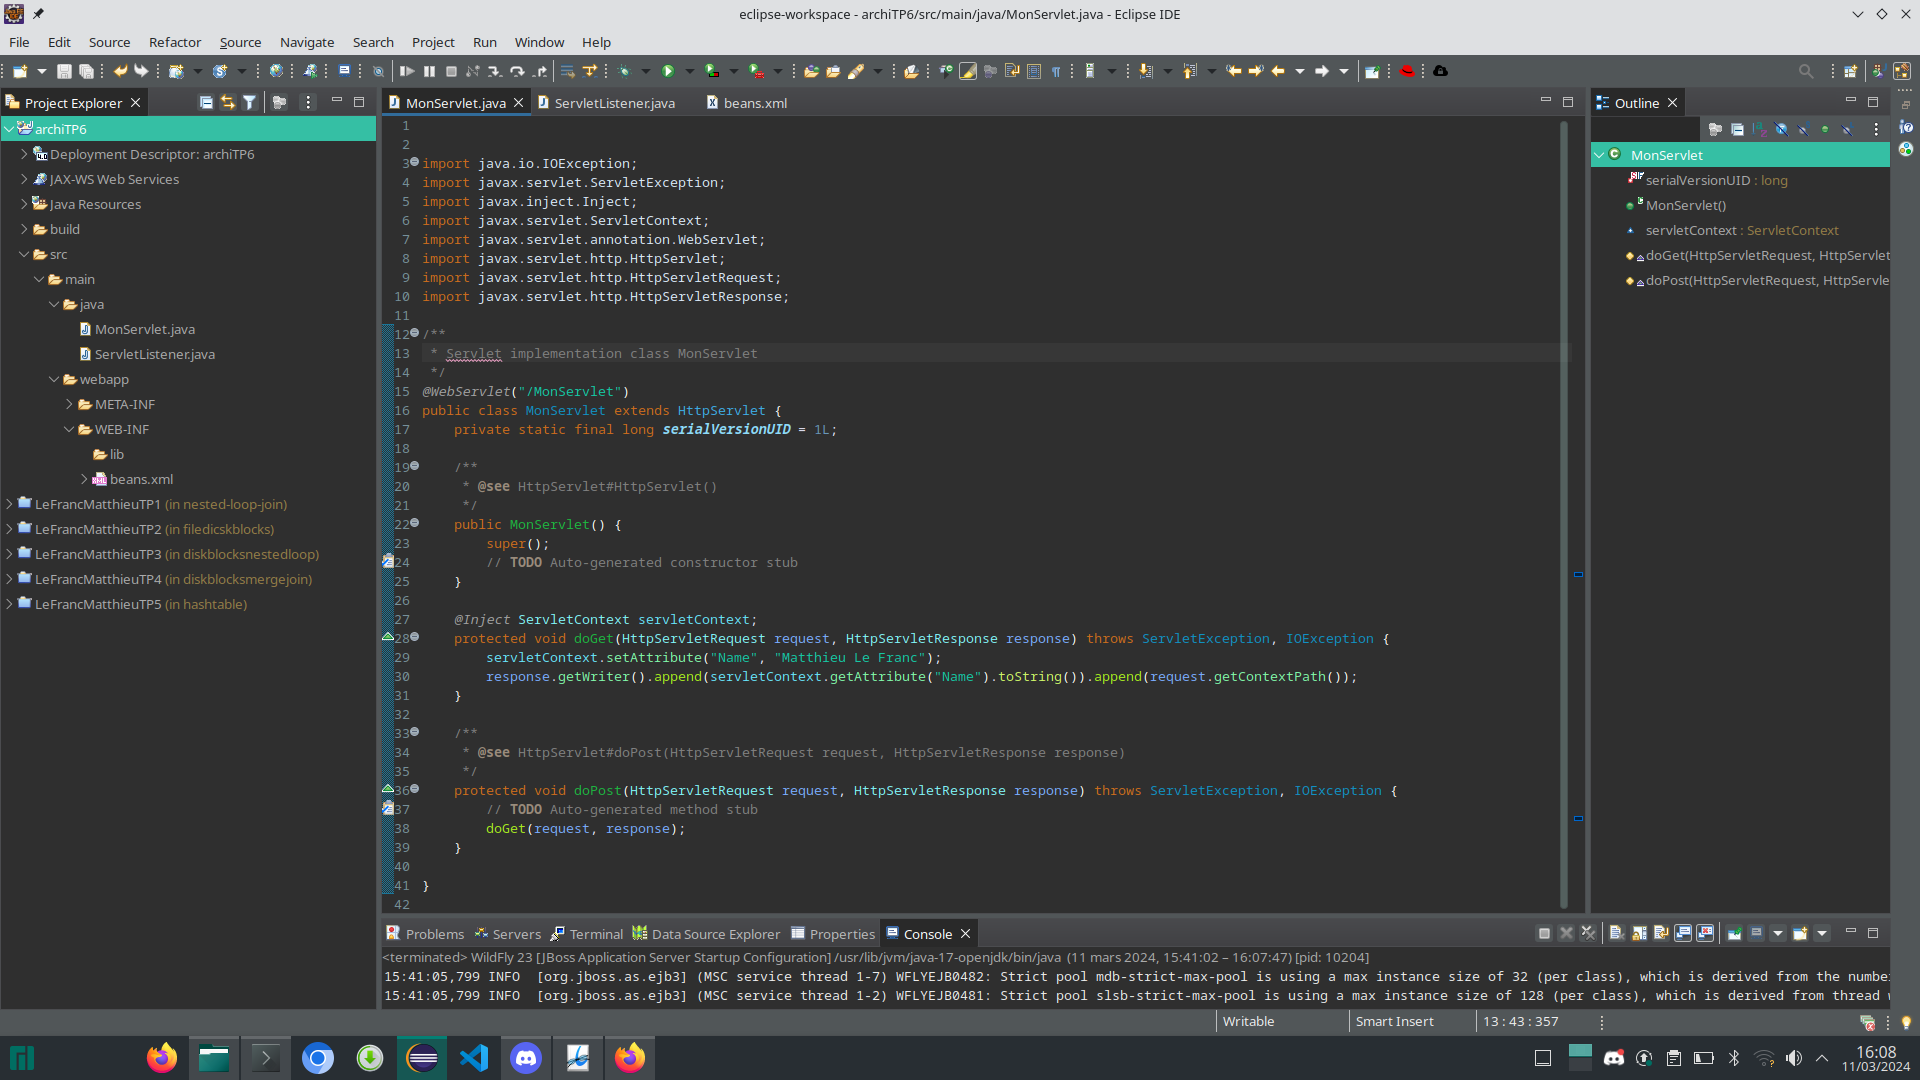 eclipse-workspace - archiTP6/src/main/java/MonServlet.java - Eclipse IDE
File Edit Source Refactor Source Navigate Search Project Run Window Help
Project Explorer
archiTP6
Deployment Descriptor: archiTP6
JAX-WS Web Services
Java Resources
build
src
main
java
MonServlet.java
ServletListener.java
webapp
META-INF
WEB-INF
lib
beans.xml
LeFrancMatthieuTP1 (in nested-loop-join)
LeFrancMatthieuTP2 (in filedicskblocks)
LeFrancMatthieuTP3 (in diskblocksnestedloop)
LeFrancMatthieuTP4 (in diskblocksmergejoin)
LeFrancMatthieuTP5 (in hashtable)
MonServlet.java ServletListener.java beans.xml
1
2
3 import java.io.IOException;
4 import javax.servlet.ServletException;
5 import javax.inject.Inject;
6 import javax.servlet.ServletContext;
7 import javax.servlet.annotation.WebServlet;
8 import javax.servlet.http.HttpServlet;
9 import javax.servlet.http.HttpServletRequest;
10 import javax.servlet.http.HttpServletResponse;
11
12 /**
13 * Servlet implementation class MonServlet
14 */
15 @WebServlet("/MonServlet")
16 public class MonServlet extends HttpServlet {
17 private static final long serialVersionUID = 1L;
18
19 /**
20 * @see HttpServlet#HttpServlet()
21 */
22 public MonServlet() {
23 super();
24 // TODO Auto-generated constructor stub
25 }
26
27 @Inject ServletContext servletContext;
28 protected void doGet(HttpServletRequest request, HttpServletResponse response) throws ServletException, IOException {
29 servletContext.setAttribute("Name", "Matthieu Le Franc");
30 response.getWriter().append(servletContext.getAttribute("Name").toString()).append(request.getContextPath());
31 }
32
33 /**
34 * @see HttpServlet#doPost(HttpServletRequest request, HttpServletResponse response)
35 */
36 protected void doPost(HttpServletRequest request, HttpServletResponse response) throws ServletException, IOException {
37 // TODO Auto-generated method stub
38 doGet(request, response);
39 }
40
41 }
42
Outline
MonServlet
serialVersionUID : long
MonServlet()
servletContext : ServletContext
doGet(HttpServletRequest, HttpServlet
doPost(HttpServletRequest, HttpServle
Problems Servers Terminal Data Source Explorer Properties Console
<terminated> WildFly 23 [JBoss Application Server Startup Configuration] /usr/lib/jvm/java-17-openjdk/bin/java (11 mars 2024, 15:41:02 – 16:07:47) [pid: 10204]
15:41:05,799 INFO [org.jboss.as.ejb3] (MSC service thread 1-7) WFLYEJB0482: Strict pool mdb-strict-max-pool is using a max instance size of 32 (per class), which is derived from the numbe
15:41:05,799 INFO [org.jboss.as.ejb3] (MSC service thread 1-2) WFLYEJB0481: Strict pool slsb-strict-max-pool is using a max instance size of 128 (per class), which is derived from thread
Writable Smart Insert 13 : 43 : 357
16:08
11/03/2024